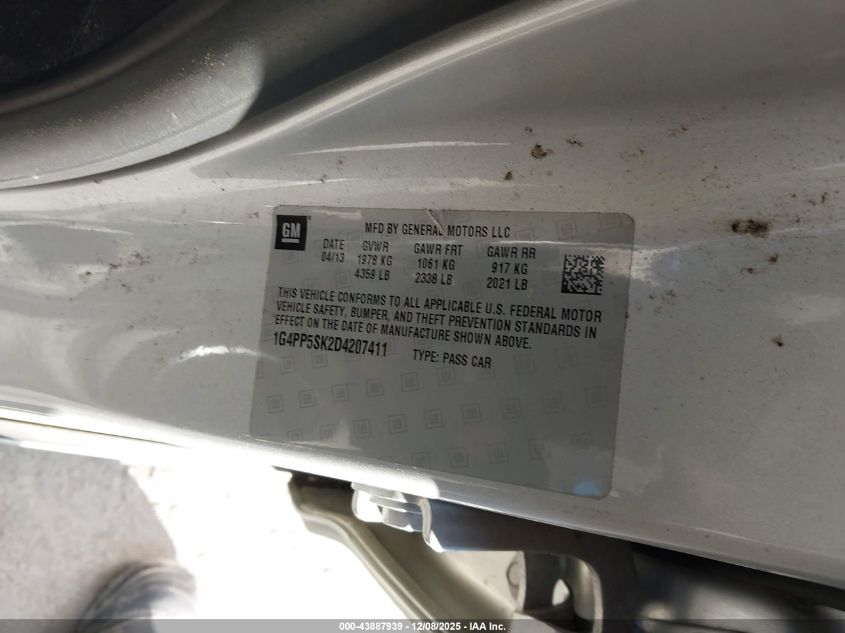 GM
MFD BY GENERAL MOTORS LLC
DATE GVWR GAWR FRT GAWR RR
04/13 1978 KG 1061 KG 917 KG
4359 LB 2338 LB 2021 LB
THIS VEHICLE CONFORMS TO ALL APPLICABLE U.S. FEDERAL MOTOR
VEHICLE SAFETY, BUMPER, AND THEFT PREVENTION STANDARDS IN
EFFECT ON THE DATE OF MANUFACTURE SHOWN ABOVE.
1G4PP5SK2D4207411 TYPE: PASS CAR
000-43887939 - 12/08/2025 - IAA Inc.